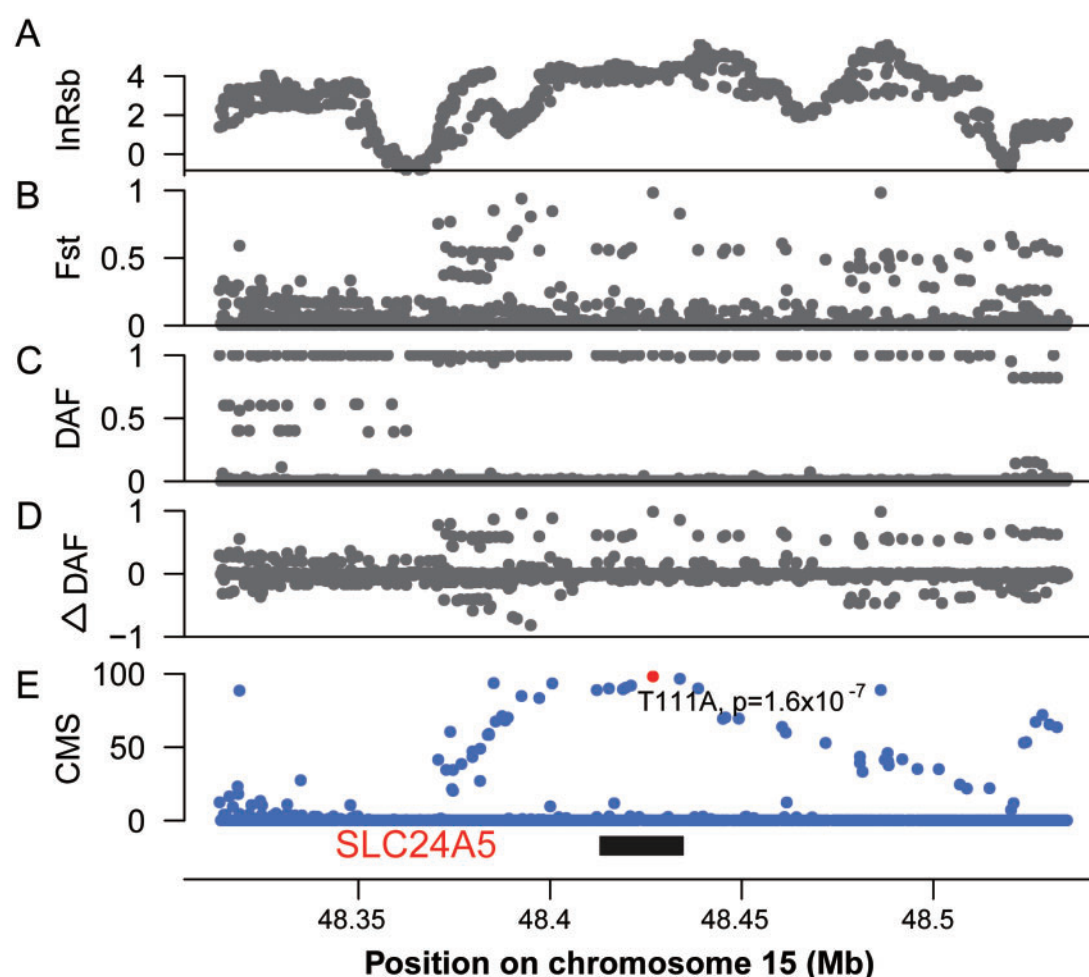 A
lnRsb
4
2
0
B
Fst
1
0.5
0
C
DAF
1
0.5
0
D
△ DAF
1
0
−1
E
CMS
100
50
0
T111A, p=1.6x10 -7
SLC24A5
48.35 48.4 48.45 48.5
Position on chromosome 15 (Mb)